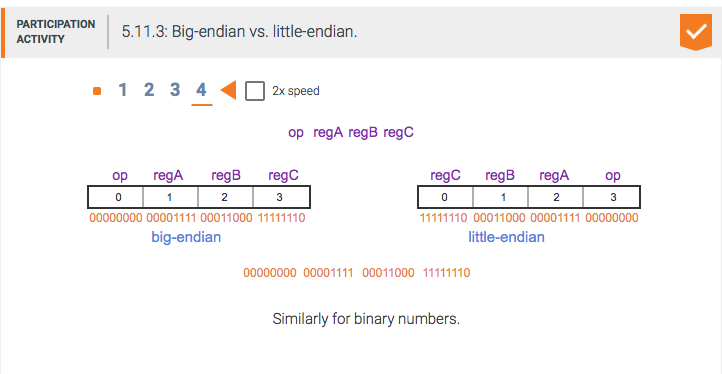 PARTICIPATION
ACTIVITY
5.11.3: Big-endian vs. little-endian.
1 2 3 4 2x speed
op regA regB regC
op regA regB regC
0 1 2 3
00000000 00001111 00011000 11111110
big-endian
regC regB regA op
0 1 2 3
11111110 00011000 00001111 00000000
little-endian
00000000 00001111 00011000 11111110
Similarly for binary numbers.